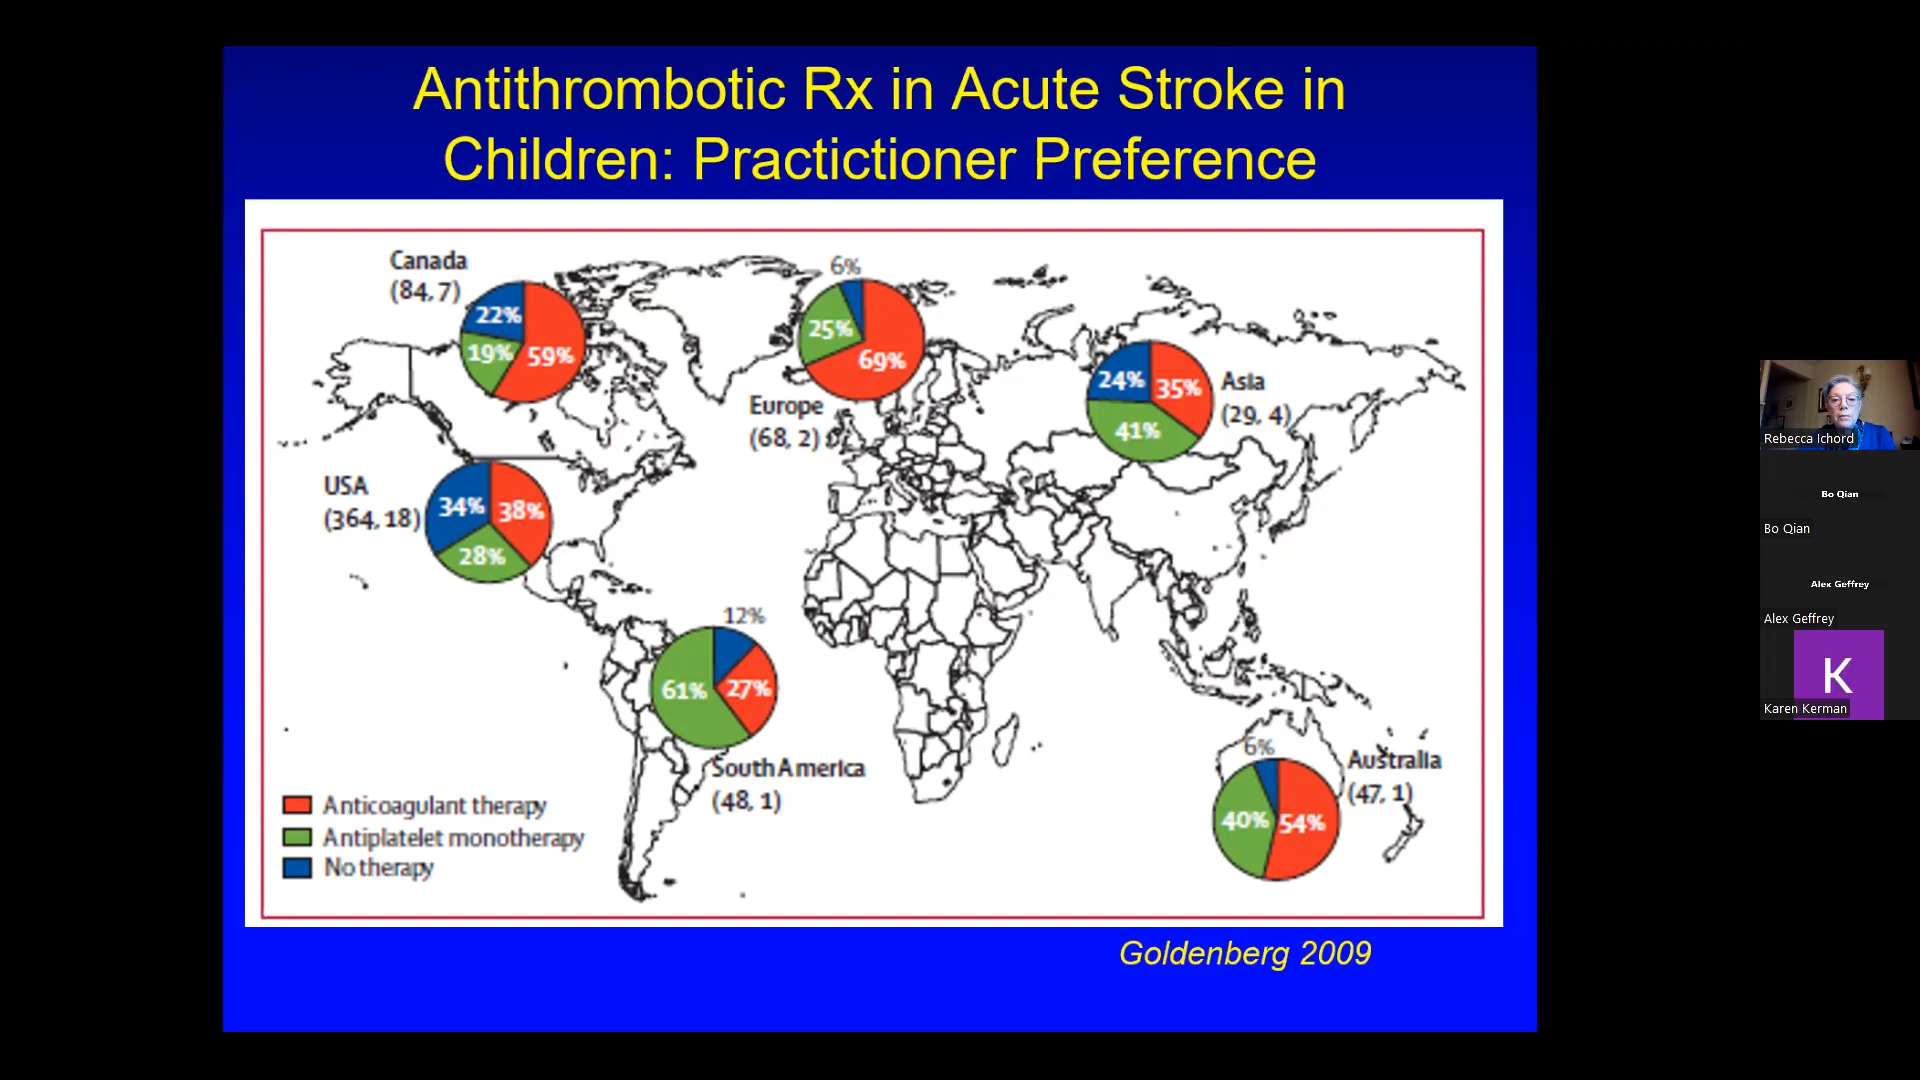 Antithrombotic Rx in Acute Stroke in
Children: Practictioner Preference
Canada
(84, 7)
22%
19%
59%
6%
25%
69%
Europe
(68, 2)
24%
35%
41%
Asia
(29, 4)
USA
(364, 18)
34%
38%
28%
12%
61%
27%
South America
(48, 1)
6%
40%
54%
Australia
(47, 1)
Anticoagulant therapy
Antiplatelet monotherapy
No therapy
Goldenberg 2009
Rebecca Ichord
Bo Qian
Bo Qian
Alex Geffrey
Alex Geffrey
K
Karen Kerman